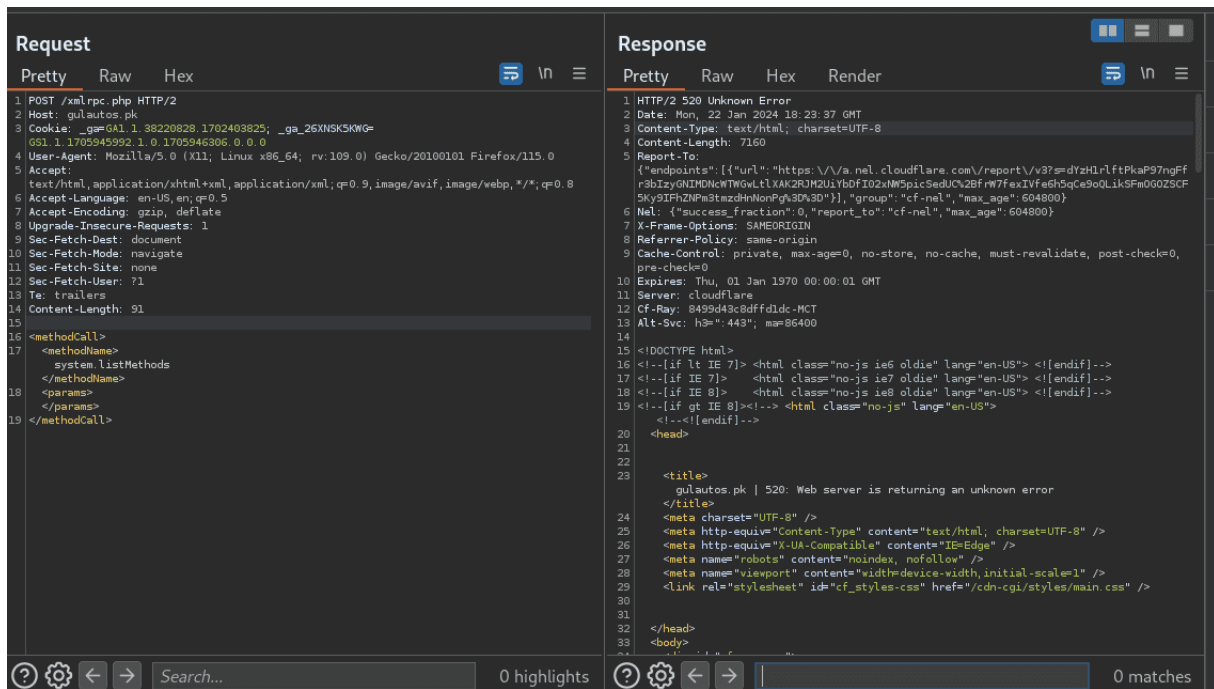 Request
Pretty Raw Hex
\n
1 POST /xmlrpc.php HTTP/2
2 Host: gulautos.pk
3 Cookie: _ga=GA1.1.38220828.1702403825; _ga_26XNSK5KWG=
GS1.1.1705945992.1.0.1705946306.0.0.0
4 User-Agent: Mozilla/5.0 (X11; Linux x86_64; rv:109.0) Gecko/20100101 Firefox/115.0
5 Accept:
text/html,application/xhtml+xml,application/xml;q=0.9,image/avif,image/webp,*/*;q=0.8
6 Accept-Language: en-US,en;q=0.5
7 Accept-Encoding: gzip, deflate
8 Upgrade-Insecure-Requests: 1
9 Sec-Fetch-Dest: document
10 Sec-Fetch-Mode: navigate
11 Sec-Fetch-Site: none
12 Sec-Fetch-User: ?1
13 Te: trailers
14 Content-Length: 91
15
16 <methodCall>
17 <methodName>
system.listMethods
</methodName>
18 <params>
</params>
19 </methodCall>
Search...
0 highlights
Response
Pretty Raw Hex Render
\n
1 HTTP/2 520 Unknown Error
2 Date: Mon, 22 Jan 2024 18:23:37 GMT
3 Content-Type: text/html; charset=UTF-8
4 Content-Length: 7160
5 Report-To:
{"endpoints":[{"url":"https:\/\/a.nel.cloudflare.com\/report\/v3?s=dYzH1rlftPkaP97ngFf
6 Nel: {"success_fraction":0,"report_to":"cf-nel","max_age":604800}
7 X-Frame-Options: SAMEORIGIN
8 Referrer-Policy: same-origin
9 Cache-Control: private, max-age=0, no-store, no-cache, must-revalidate, post-check=0,
pre-check=0
10 Expires: Thu, 01 Jan 1970 00:00:01 GMT
11 Server: cloudflare
12 Cf-Ray: 8499d43c8dffd1dc-MCT
13 Alt-Svc: h3=":443"; ma=86400
14
15 <!DOCTYPE html>
16 <!--[if lt IE 7]> <html class="no-js ie6 oldie" lang="en-US"> <![endif]-->
17 <!--[if IE 7]> <html class="no-js ie7 oldie" lang="en-US"> <![endif]-->
18 <!--[if IE 8]> <html class="no-js ie8 oldie" lang="en-US"> <![endif]-->
19 <!--[if gt IE 8]><!--> <html class="no-js" lang="en-US">
<!--<![endif]-->
20 <head>
21
22
23 <title>
gulautos.pk | 520: Web server is returning an unknown error
</title>
24 <meta charset="UTF-8" />
25 <meta http-equiv="Content-Type" content="text/html; charset=UTF-8" />
26 <meta http-equiv="X-UA-Compatible" content="IE=Edge" />
27 <meta name="robots" content="noindex, nofollow" />
28 <meta name="viewport" content="width=device-width,initial-scale=1" />
29 <link rel="stylesheet" id="cf_styles-css" href="/cdn-cgi/styles/main.css" />
30
31
32 </head>
33 <body>
0 matches